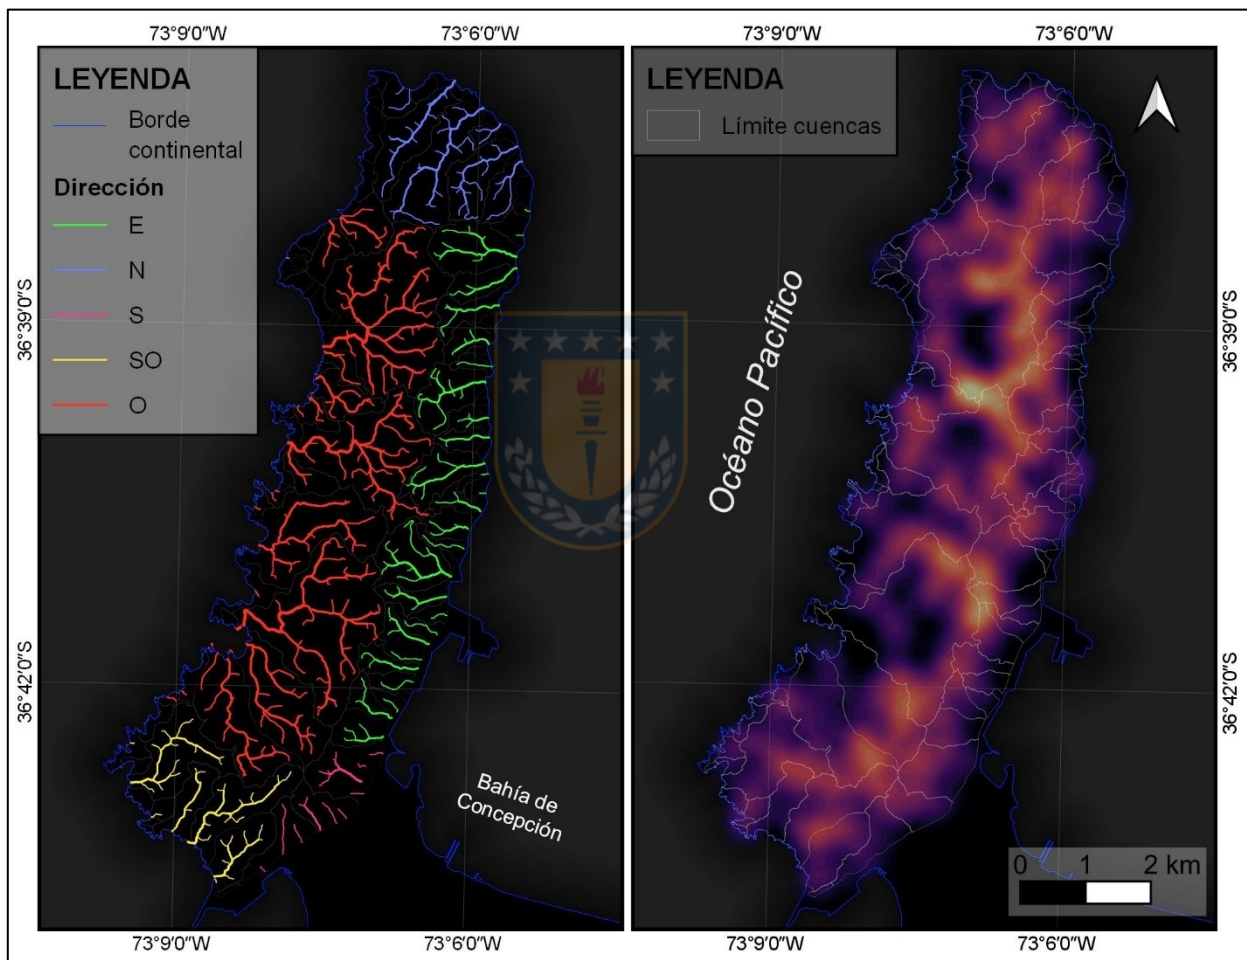 73°9'0"W 73°6'0"W
73°9'0"W 73°6'0"W
LEYENDA
Borde
continental
Dirección
E
N
S
SO
O
36°39'0"S
36°42'0"S
Bahía de
Concepción
73°9'0"W 73°6'0"W
LEYENDA
Límite cuencas
Océano Pacífico
36°39'0"S
36°42'0"S
0 1 2 km
73°9'0"W 73°6'0"W